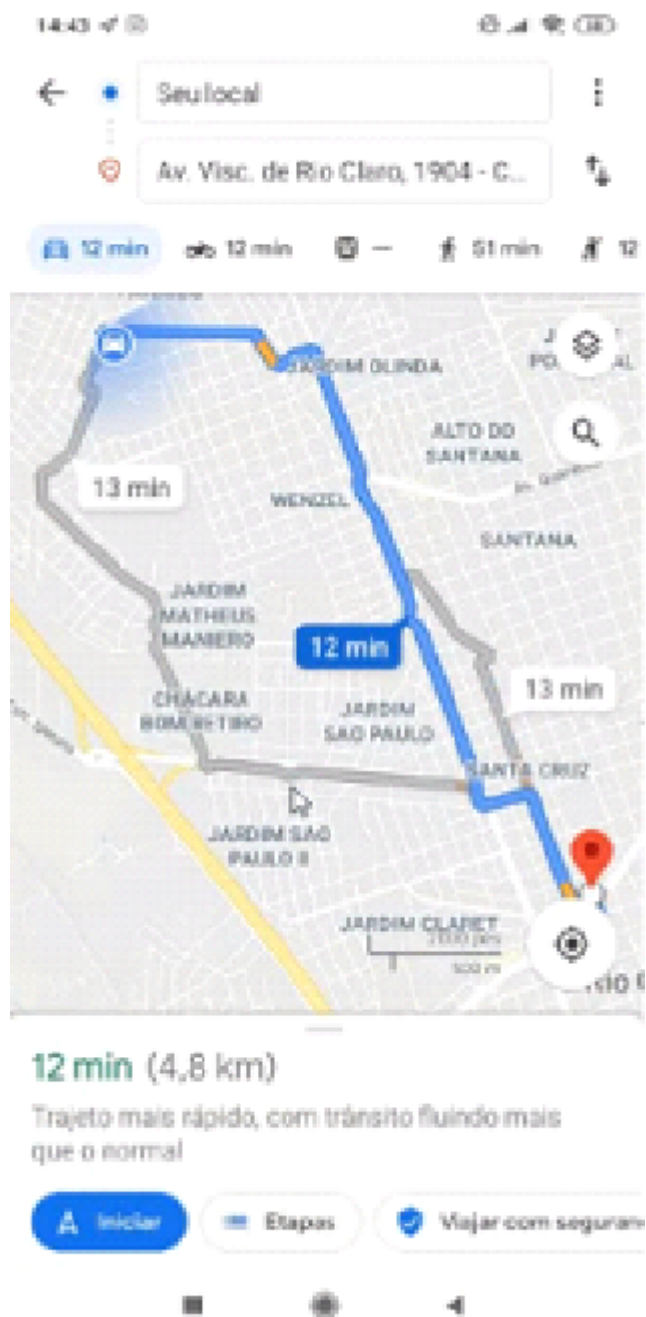 14:43
Seu local
Av. Visc. de Rio Claro, 1904 - C...
12 min
12 min
—
51 min
12
JARDIM OLINDA
ALTO DO
SANTANA
13 min
WENZEL
SANTANA
JARDIM
MATHEUS
MANIERO
12 min
13 min
CHÁCARA
BOM RETIRO
JARDIM
SAO PAULO
SANTA CRUZ
JARDIM SAO
PAULO II
JARDIM CLARET
500 m
12 min (4,8 km)
Trajeto mais rápido, com trânsito fluindo mais
que o normal
Iniciar
Etapas
Viajar com seguran